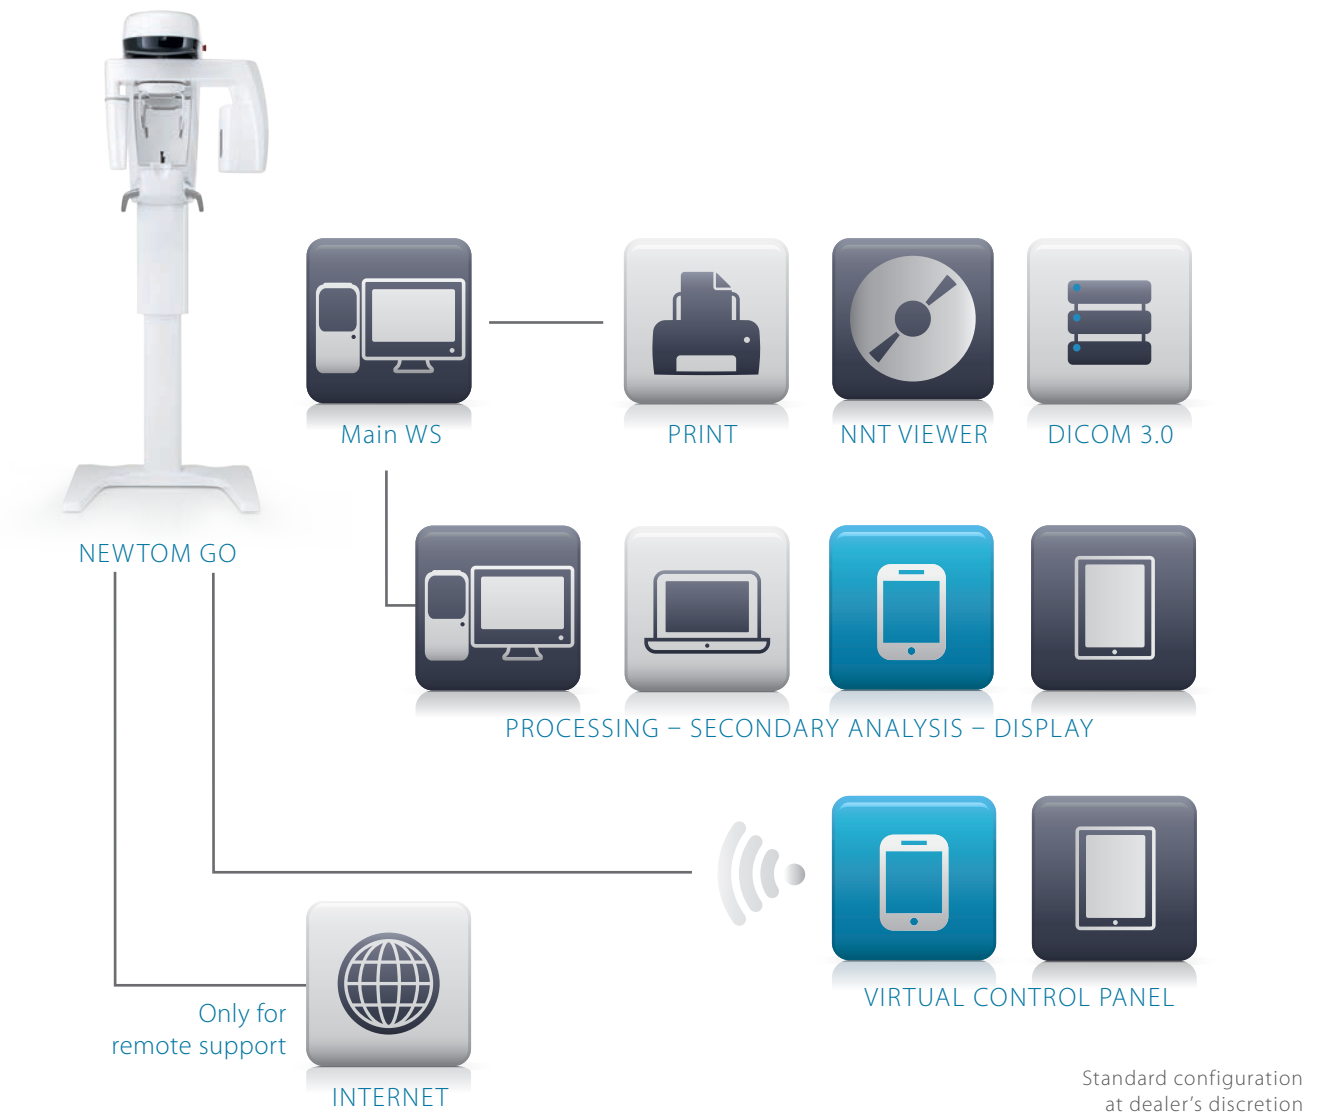 Main WS
PRINT
NNT VIEWER
DICOM 3.0
NEWTOM GO
PROCESSING – SECONDARY ANALYSIS – DISPLAY
VIRTUAL CONTROL PANEL
Only for
remote support
INTERNET
Standard configuration
at dealer's discretion